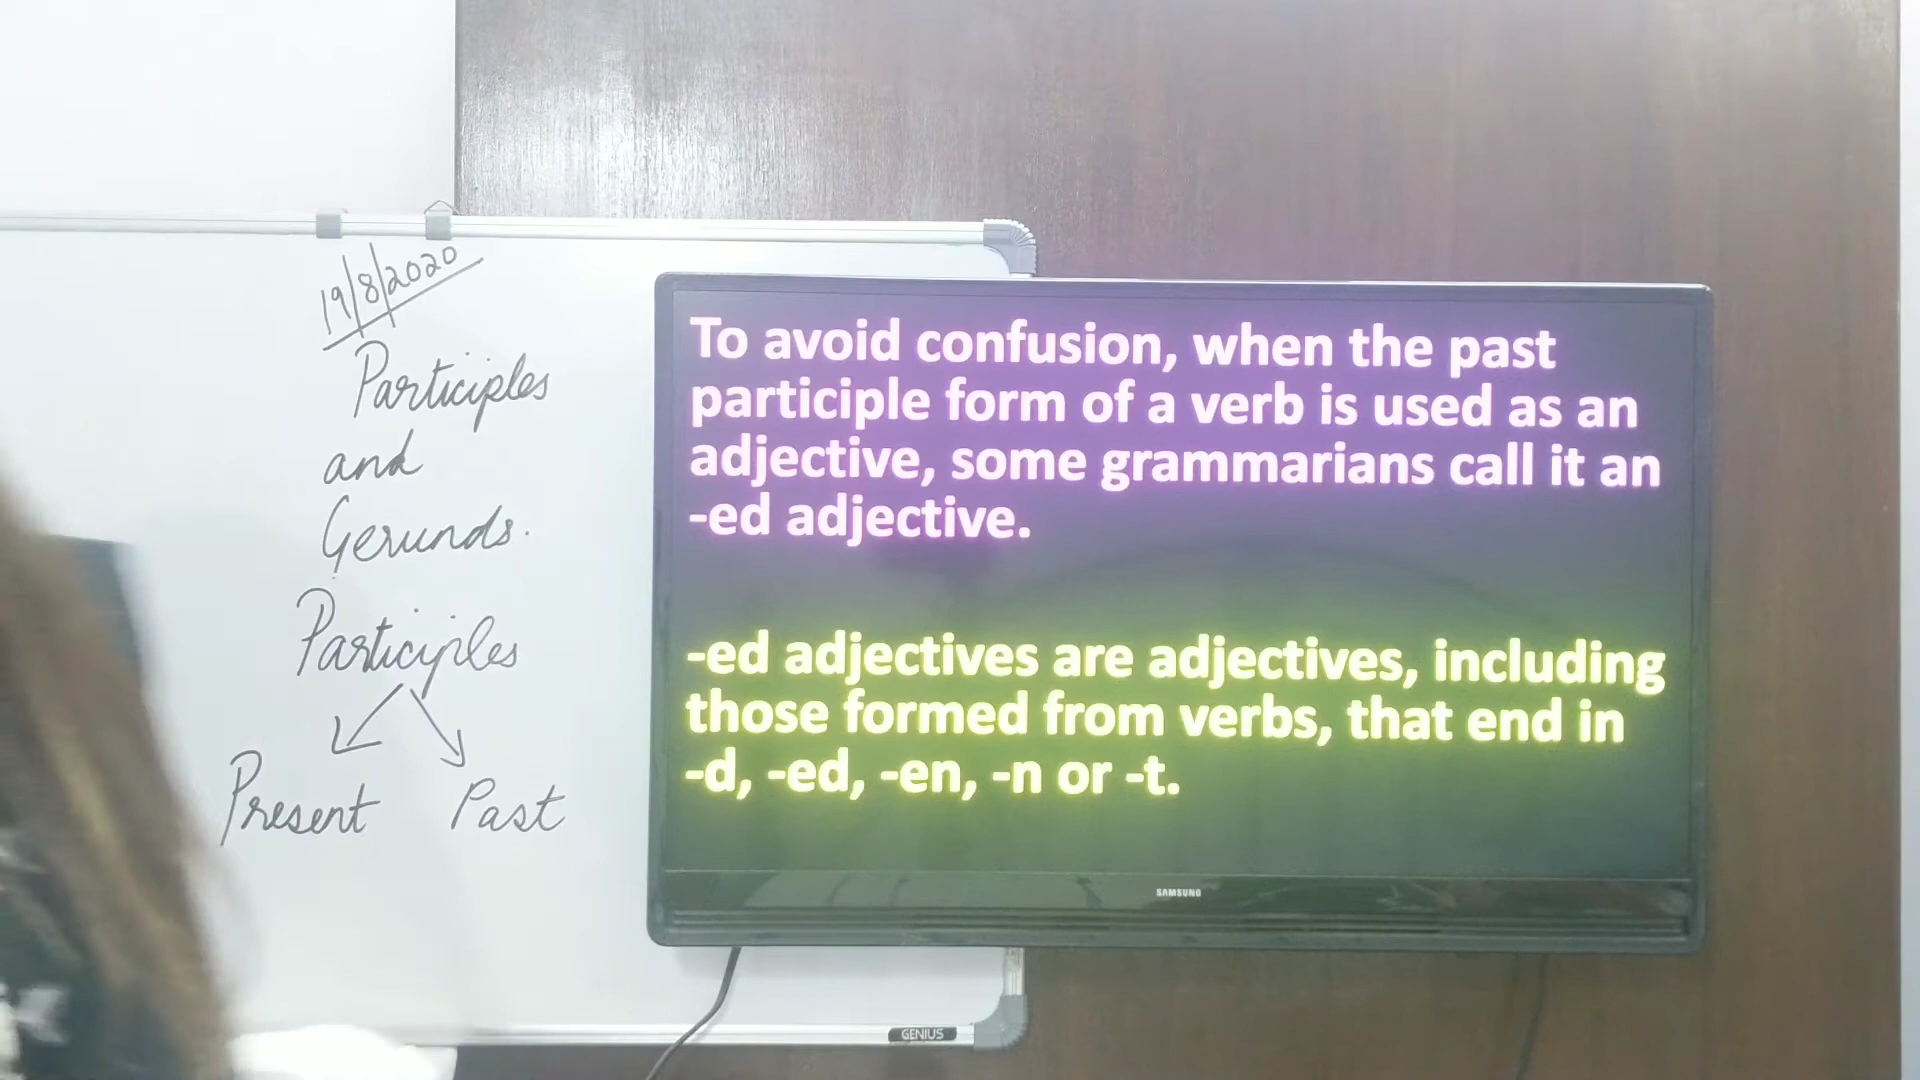 19/8/2020
Participles
and
Gerunds.
Participles
Present Past
To avoid confusion, when the past
participle form of a verb is used as an
adjective, some grammarians call it an
-ed adjective.
-ed adjectives are adjectives, including
those formed from verbs, that end in
-d, -ed, -en, -n or -t.
SAMSUNG
GENIUS